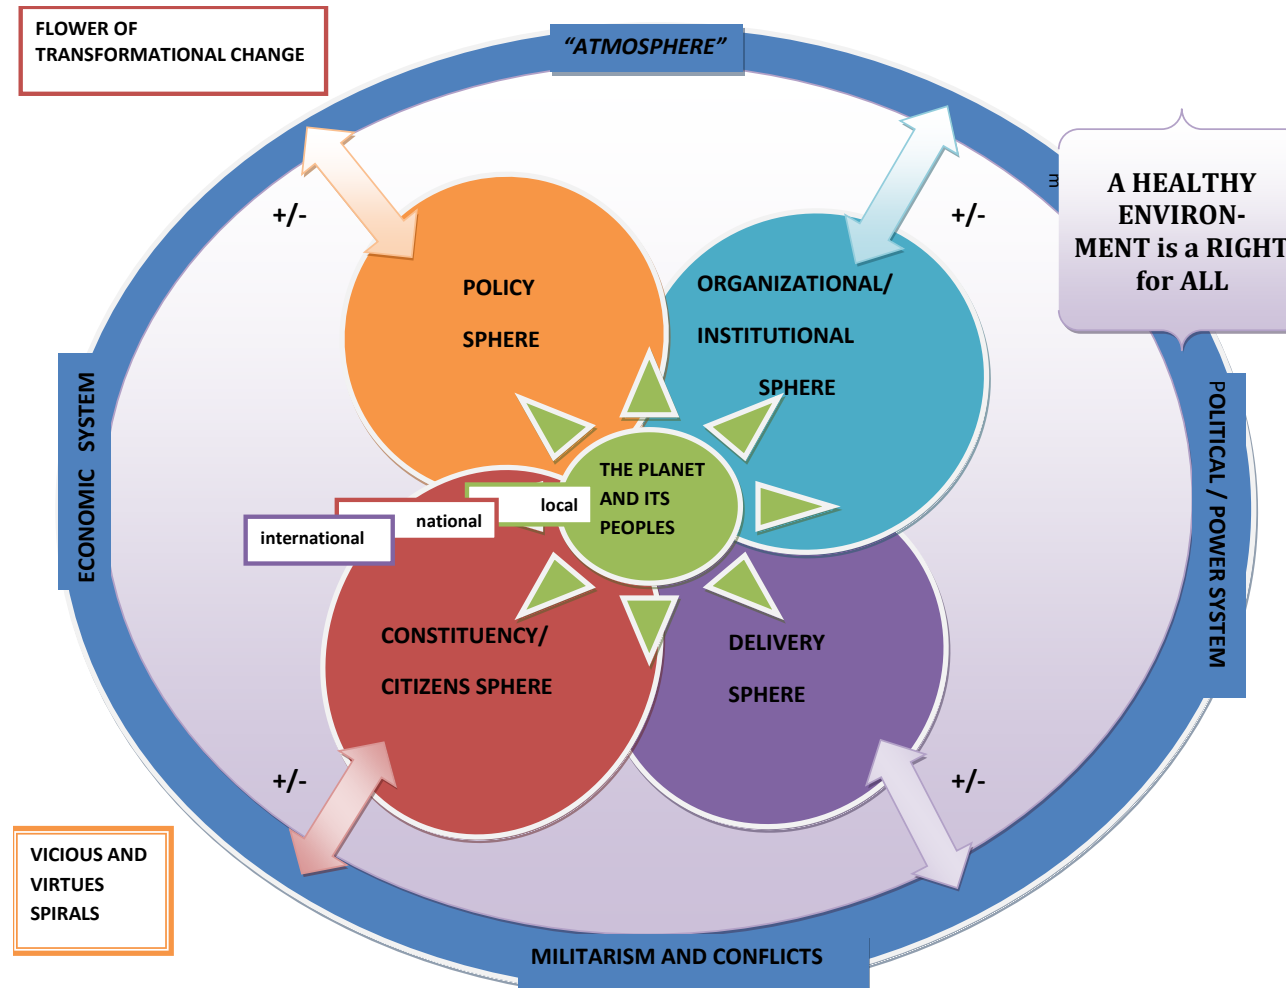 FLOWER OF
TRANSFORMATIONAL CHANGE
“ATMOSPHERE”
m
A HEALTHY
ENVIRON-
MENT is a RIGHT
for ALL
+/-
+/-
POLICY
SPHERE
ORGANIZATIONAL/
INSTITUTIONAL
SPHERE
ECONOMIC SYSTEM
POLITICAL / POWER SYSTEM
THE PLANET
AND ITS
PEOPLES
local
national
international
CONSTITUENCY/
CITIZENS SPHERE
DELIVERY
SPHERE
+/-
+/-
VICIOUS AND
VIRTUES
SPIRALS
MILITARISM AND CONFLICTS